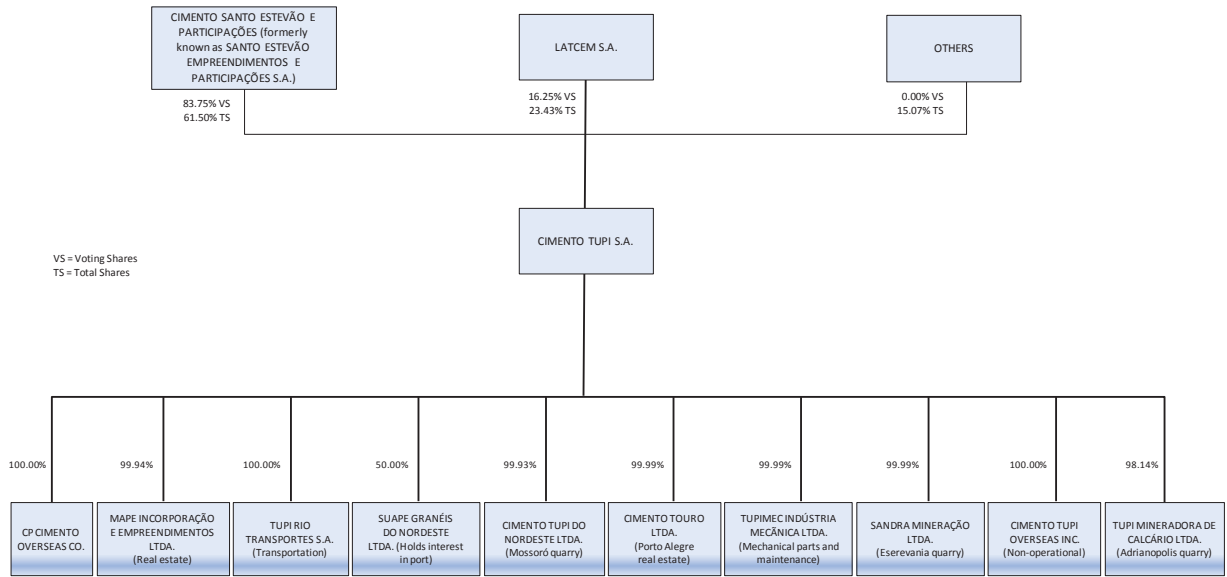 CIMENTO SANTO ESTEVÃO E
PARTICIPAÇÕES (formerly
known as SANTO ESTEVÃO
EMPREENDIMENTOS E
PARTICIPAÇÕES S.A.)
LATCEM S.A.
OTHERS
83.75% VS
61.50% TS
16.25% VS
23.43% TS
0.00% VS
15.07% TS
CIMENTO TUPI S.A.
VS = Voting Shares
TS = Total Shares
100.00%
99.94%
100.00%
50.00%
99.93%
99.99%
99.99%
99.99%
100.00%
98.14%
CP CIMENTO
OVERSEAS CO.
MAPE INCORPORAÇÃO
E EMPREENDIMENTOS
LTDA.
(Real estate)
TUPI RIO
TRANSPORTES S.A.
(Transportation)
SUAPE GRANÉIS
DO NORDESTE
LTDA. (Holds interest
in port)
CIMENTO TUPI DO
NORDESTE LTDA.
(Mossoró quarry)
CIMENTO TOURO
LTDA.
(Porto Alegre
real estate)
TUPIMEC INDÚSTRIA
MECÃNICA LTDA.
(Mechanical parts and
maintenance)
SANDRA MINERAÇÃO
LTDA.
(Eserevania quarry)
CIMENTO TUPI
OVERSEAS INC.
(Non-operational)
TUPI MINERADORA DE
CALCÁRIO LTDA.
(Adrianopolis quarry)